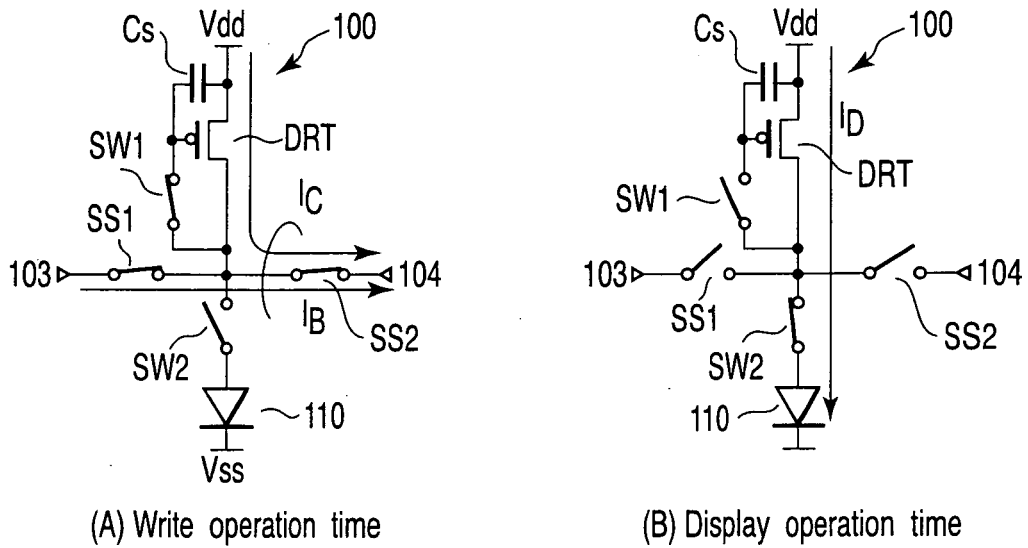 Vdd
Cs
100
DRT
SW1
IC
SS1
103
104
IB
SS2
SW2
110
Vss
(A) Write operation time
Vdd
Cs
100
ID
DRT
SW1
103
104
SS1
SS2
SW2
110
(B) Display operation time